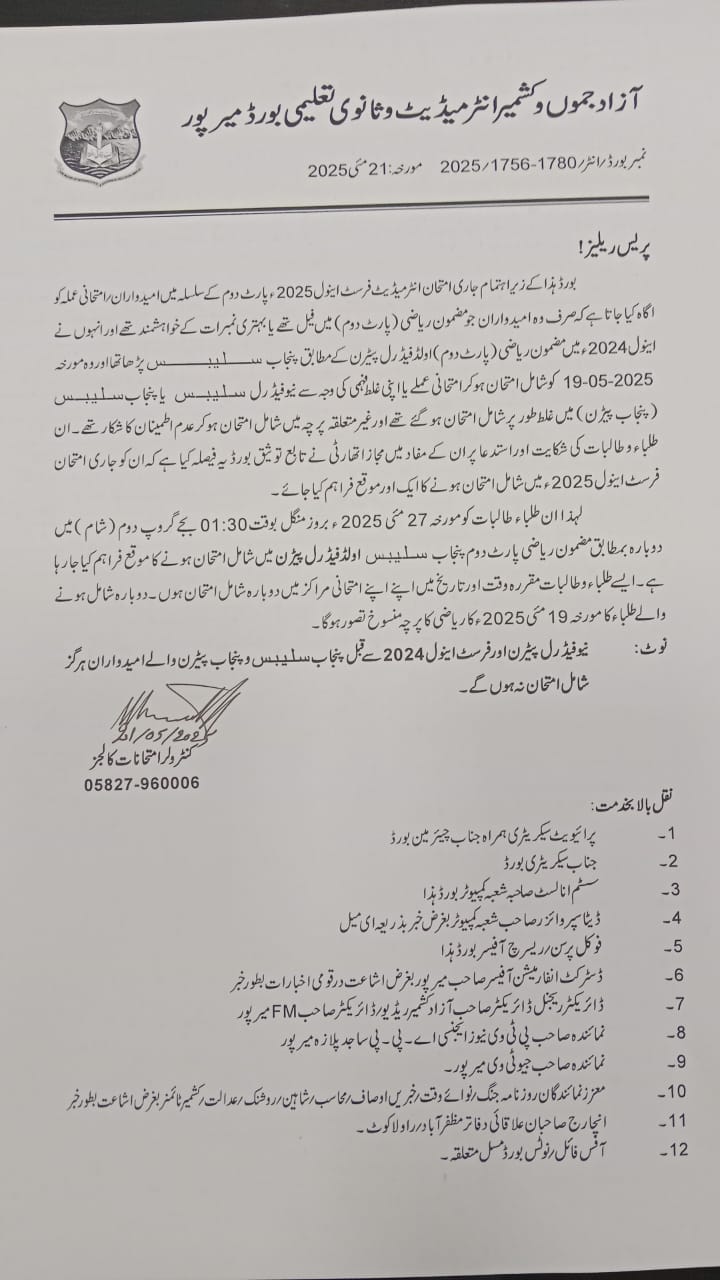 آزاد جموں و کشمیر انٹرمیڈیٹ و ثانوی تعلیمی بورڈ میرپور
نمبر بورڈ/انٹر/1780-1756/2025 مورخہ: 21 مئی 2025
پریس ریلیز!
بورڈ ہذا کے زیر اہتمام جاری امتحان انٹرمیڈیٹ فرسٹ اینول 2025ء پارٹ دوم کے سلسلہ میں امیدواران/امتحانی عملہ کو
اگاہ کیا جاتا ہے کہ صرف وہ امیدواران جو مضمون ریاضی (پارٹ دوم) میں فیل تھے یا بہتری نمبرات کے خواہشمند تھے اور انہوں نے
اینول 2024ء میں مضمون ریاضی (پارٹ دوم) اولڈ فیڈرل پیٹرن کے مطابق پنجاب سلیبس پڑھا تھا اور وہ مورخہ
19-05-2025 کو شامل امتحان ہو کر امتحانی عملے یا اپنی غلط فہمی کی وجہ سے نیو فیڈرل سلیبس یا پنجاب سلیبس
(پنجاب پیٹرن) میں غلط طور پر شامل امتحان ہو گئے تھے اور غیر متعلقہ پرچہ میں شامل امتحان ہو کر عدم اطمینان کا شکار تھے۔ ان
طلباء و طالبات کی شکایت اور استدعا پر ان کے مفاد میں مجاز اتھارٹی نے تابع توثیق بورڈ یہ فیصلہ کیا ہے کہ ان کو جاری امتحان
فرسٹ اینول 2025ء میں شامل امتحان ہونے کا ایک اور موقع فراہم کیا جائے۔
لہذا ان طلباء طالبات کو مورخہ 27 مئی 2025ء بروز منگل بوقت 01:30 بجے گروپ دوم (شام) میں
دوبارہ بمطابق مضمون ریاضی پارٹ دوم پنجاب سلیبس اولڈ فیڈرل پیٹرن میں شامل امتحان ہونے کا موقع فراہم کیا جا رہا
ہے۔ ایسے طلباء و طالبات مقررہ وقت اور تاریخ میں اپنے اپنے امتحانی مراکز میں دوبارہ شامل امتحان ہوں۔ دوبارہ شامل ہونے
والے طلباء کا مورخہ 19 مئی 2025ء کا ریاضی کا پرچہ منسوخ تصور ہوگا۔
نوٹ: نیو فیڈرل پیٹرن اور فرسٹ اینول 2024 سے قبل پنجاب سلیبس و پنجاب پیٹرن والے امیدواران ہرگز
شامل امتحان نہ ہوں گے۔
21/05/2025
کنٹرولر امتحانات کالجز
05827-960006
نقل بالا بخدمت:
1۔ پرائیویٹ سیکریٹری ہمراہ جناب چیئرمین بورڈ
2۔ جناب سیکریٹری بورڈ
3۔ سسٹم انالسٹ صاحبہ شعبہ کمپیوٹر بورڈ ہذا
4۔ ڈیٹا سپروائزر صاحب شعبہ کمپیوٹر بغرض خبر بذریعہ ای میل
5۔ فوکل پرسن/ریسرچ آفیسر بورڈ ہذا
6۔ ڈسٹرکٹ انفارمیشن آفیسر صاحب میرپور بغرض اشاعت در قومی اخبارات بطور خبر
7۔ ڈائریکٹر ریجنل ڈائریکٹر صاحب آزاد کشمیر ریڈیو/ڈائریکٹر صاحب FM میرپور
8۔ نمائندہ صاحب پی ٹی وی نیوز ایجنسی اے۔پی۔پی ساجد پلازہ میرپور
9۔ نمائندہ صاحب جیو ٹی وی میرپور۔
10۔ معزز نمائندگان روزنامہ جنگ/نوائے وقت/خبریں/اوصاف/محاسب/شاہین/روشنک/عدالت/کشمیر ٹائمنر بغرض اشاعت بطور خبر
11۔ انچارج صاحبان علاقائی دفاتر مظفرآباد/راولاکوٹ۔
12۔ آفس فائل/نوٹس بورڈ مسل متعلقہ۔